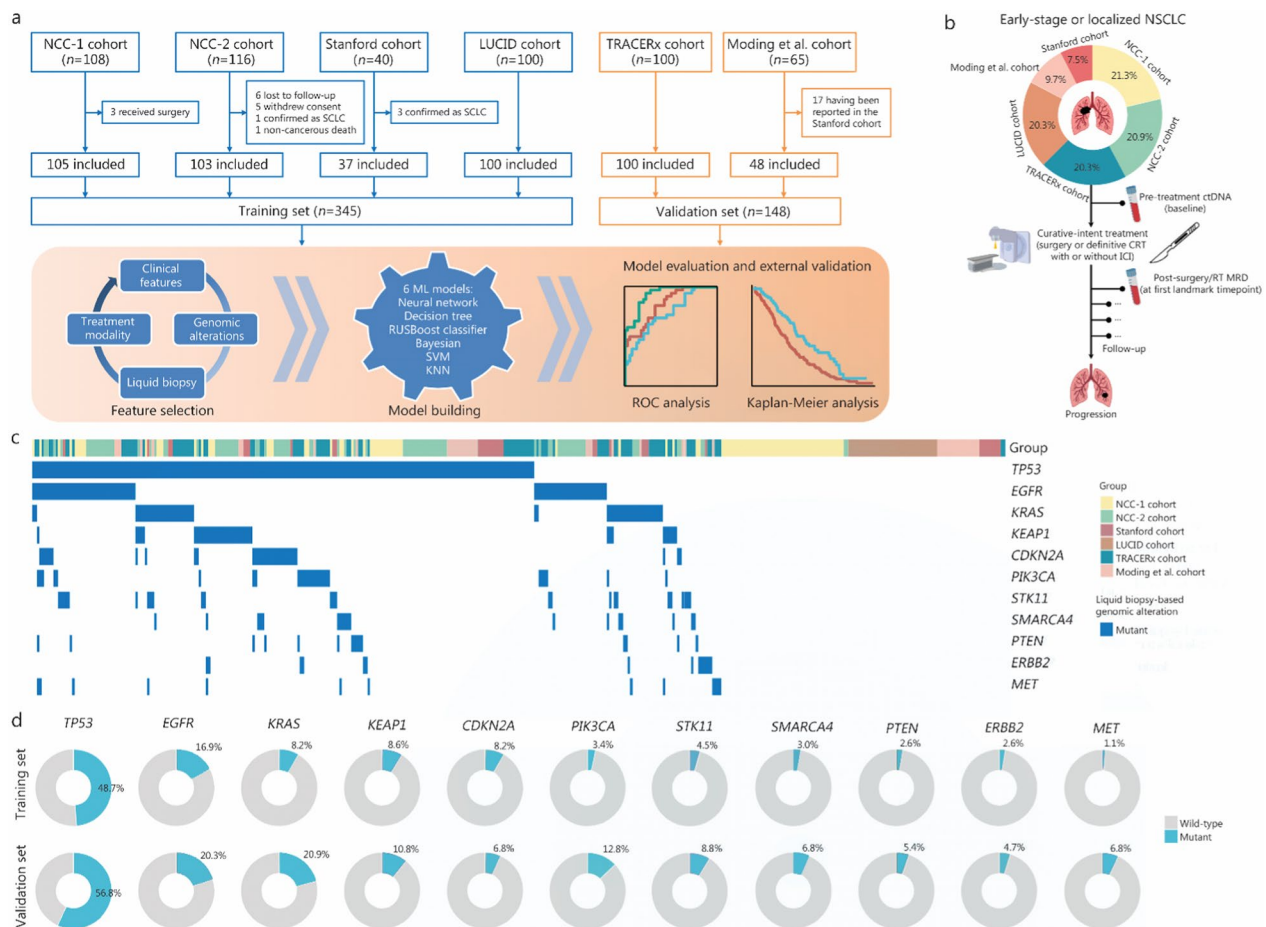 a
NCC-1 cohort
(n=108)
NCC-2 cohort
(n=116)
Stanford cohort
(n=40)
LUCID cohort
(n=100)
TRACERx cohort
(n=100)
Moding et al. cohort
(n=65)
3 received surgery
6 lost to follow-up
5 withdrew consent
1 confirmed as SCLC
1 non-cancerous death
3 confirmed as SCLC
17 having been
reported in the
Stanford cohort
105 included
103 included
37 included
100 included
100 included
48 included
Training set (n=345)
Validation set (n=148)
Clinical
features
Treatment
modality
Genomic
alterations
Liquid biopsy
Feature selection
6 ML models:
Neural network
Decision tree
RUSBoost classifier
Bayesian
SVM
KNN
Model building
Model evaluation and external validation
ROC analysis
Kaplan-Meier analysis
b
Early-stage or localized NSCLC
Stanford cohort
7.5%
NCC-1 cohort
21.3%
Moding et al. cohort
9.7%
LUCID cohort
20.3%
20.9%
NCC-2 cohort
20.3%
TRACERx cohort
Pre-treatment ctDNA
(baseline)
Curative-intent treatment
(surgery or definitive CRT
with or without ICI)
Post-surgery/RT MRD
(at first landmark timepoint)
...
...
...
Follow-up
Progression
c
Group
TP53
EGFR
KRAS
KEAP1
CDKN2A
PIK3CA
STK11
SMARCA4
PTEN
ERBB2
MET
Group
NCC-1 cohort
NCC-2 cohort
Stanford cohort
LUCID cohort
TRACERx cohort
Moding et al. cohort
Liquid biopsy-based
genomic alteration
Mutant
d
TP53 EGFR KRAS KEAP1 CDKN2A PIK3CA STK11 SMARCA4 PTEN ERBB2 MET
Training set
48.7% 16.9% 8.2% 8.6% 8.2% 3.4% 4.5% 3.0% 2.6% 2.6% 1.1%
Validation set
56.8% 20.3% 20.9% 10.8% 6.8% 12.8% 8.8% 6.8% 5.4% 4.7% 6.8%
Wild-type
Mutant